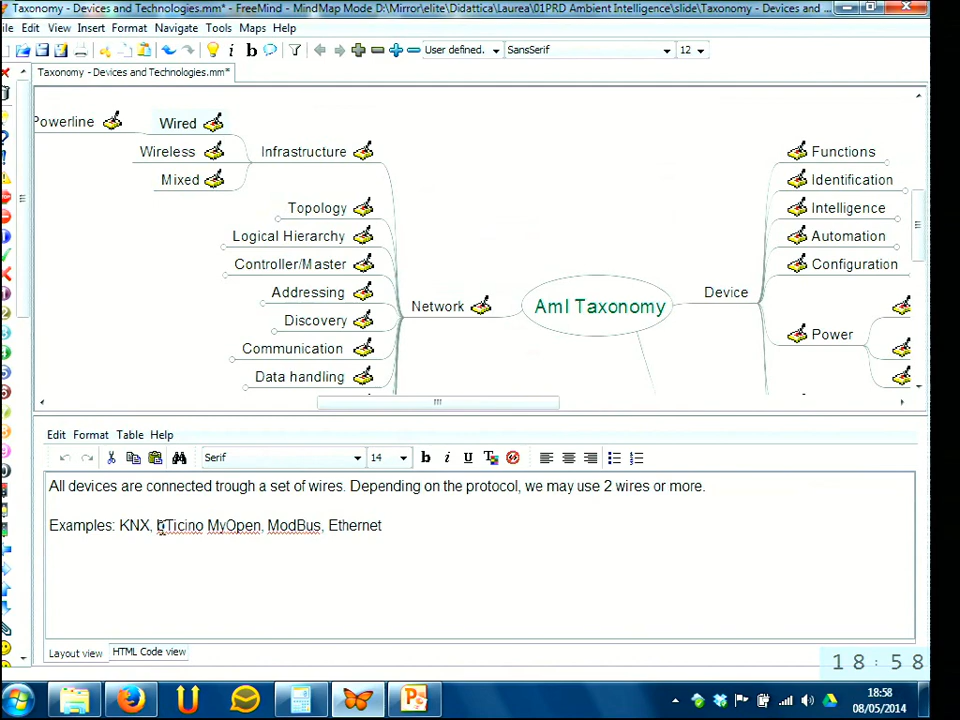 Taxonomy - Devices and Technologies.mm* - FreeMind - MindMap Mode D:\Mirror\elite\Didattica\Laurea\01PRD Ambient Intelligence\slide\Taxonomy - Devices and ...
ile Edit View Insert Format Navigate Tools Maps Help
User defined. SansSerif 12
Taxonomy - Devices and Technologies.mm*
Powerline Wired
Wireless
Mixed
Infrastructure
Topology
Logical Hierarchy
Controller/Master
Addressing
Discovery
Communication
Data handling
Network
AmI Taxonomy
Device
Functions
Identification
Intelligence
Automation
Configuration
Power
Edit Format Table Help
Serif 14
All devices are connected trough a set of wires. Depending on the protocol, we may use 2 wires or more.
Examples: KNX, bTicino MyOpen, ModBus, Ethernet
Layout view HTML Code view
18:58
18:58
08/05/2014